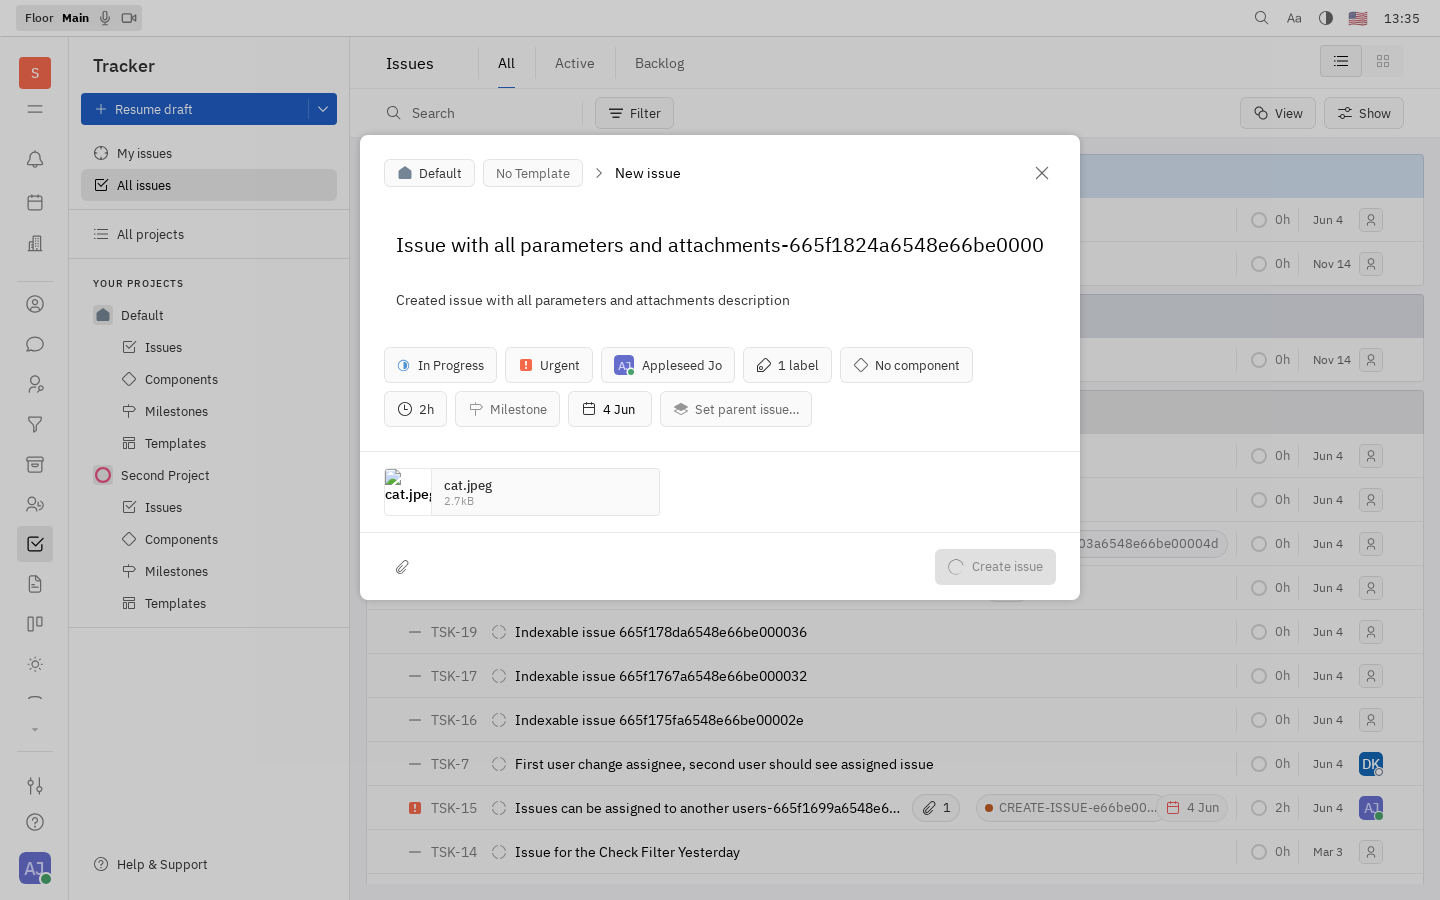 Floor Main
Aa
13:35
S
Tracker
Resume draft
My issues
All issues
All projects
YOUR PROJECTS
Default
Issues
Components
Milestones
Templates
Second Project
Issues
Components
Milestones
Templates
Help & Support
AJ
Issues
All
Active
Backlog
Search
Filter
View
Show
Default
No Template
New issue
Issue with all parameters and attachments-665f1824a6548e66be0000
Created issue with all parameters and attachments description
In Progress
Urgent
AJ Appleseed Jo
1 label
No component
2h
Milestone
4 Jun
Set parent issue...
cat.jpeg
cat.jpeg
2.7kB
Create issue
0h Jun 4
0h Nov 14
0h Nov 14
0h Jun 4
0h Jun 4
03a6548e66be00004d 0h Jun 4
0h Jun 4
TSK-19 Indexable issue 665f178da6548e66be000036 0h Jun 4
TSK-17 Indexable issue 665f1767a6548e66be000032 0h Jun 4
TSK-16 Indexable issue 665f175fa6548e66be00002e 0h Jun 4
TSK-7 First user change assignee, second user should see assigned issue 0h Jun 4 DK
TSK-15 Issues can be assigned to another users-665f1699a6548e6... 1 CREATE-ISSUE-e66be00... 4 Jun 2h Jun 4 AJ
TSK-14 Issue for the Check Filter Yesterday 0h Mar 3